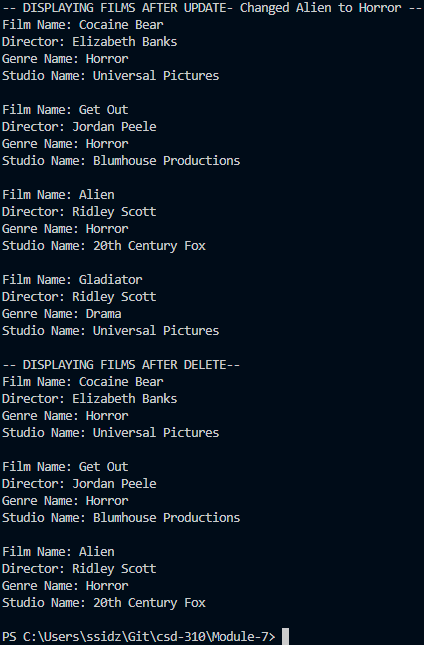 -- DISPLAYING FILMS AFTER UPDATE- Changed Alien to Horror --
Film Name: Cocaine Bear
Director: Elizabeth Banks
Genre Name: Horror
Studio Name: Universal Pictures
Film Name: Get Out
Director: Jordan Peele
Genre Name: Horror
Studio Name: Blumhouse Productions
Film Name: Alien
Director: Ridley Scott
Genre Name: Horror
Studio Name: 20th Century Fox
Film Name: Gladiator
Director: Ridley Scott
Genre Name: Drama
Studio Name: Universal Pictures
-- DISPLAYING FILMS AFTER DELETE--
Film Name: Cocaine Bear
Director: Elizabeth Banks
Genre Name: Horror
Studio Name: Universal Pictures
Film Name: Get Out
Director: Jordan Peele
Genre Name: Horror
Studio Name: Blumhouse Productions
Film Name: Alien
Director: Ridley Scott
Genre Name: Horror
Studio Name: 20th Century Fox
PS C:\Users\ssidz\Git\csd-310\Module-7>